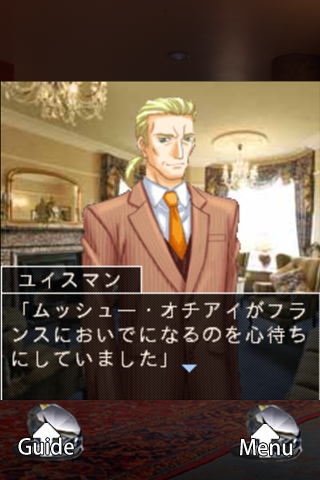 ユイスマン
「ムッシュー・オチアイがフラ
ンスにおいでになるのを心待ち
にしていました」
Guide
Menu